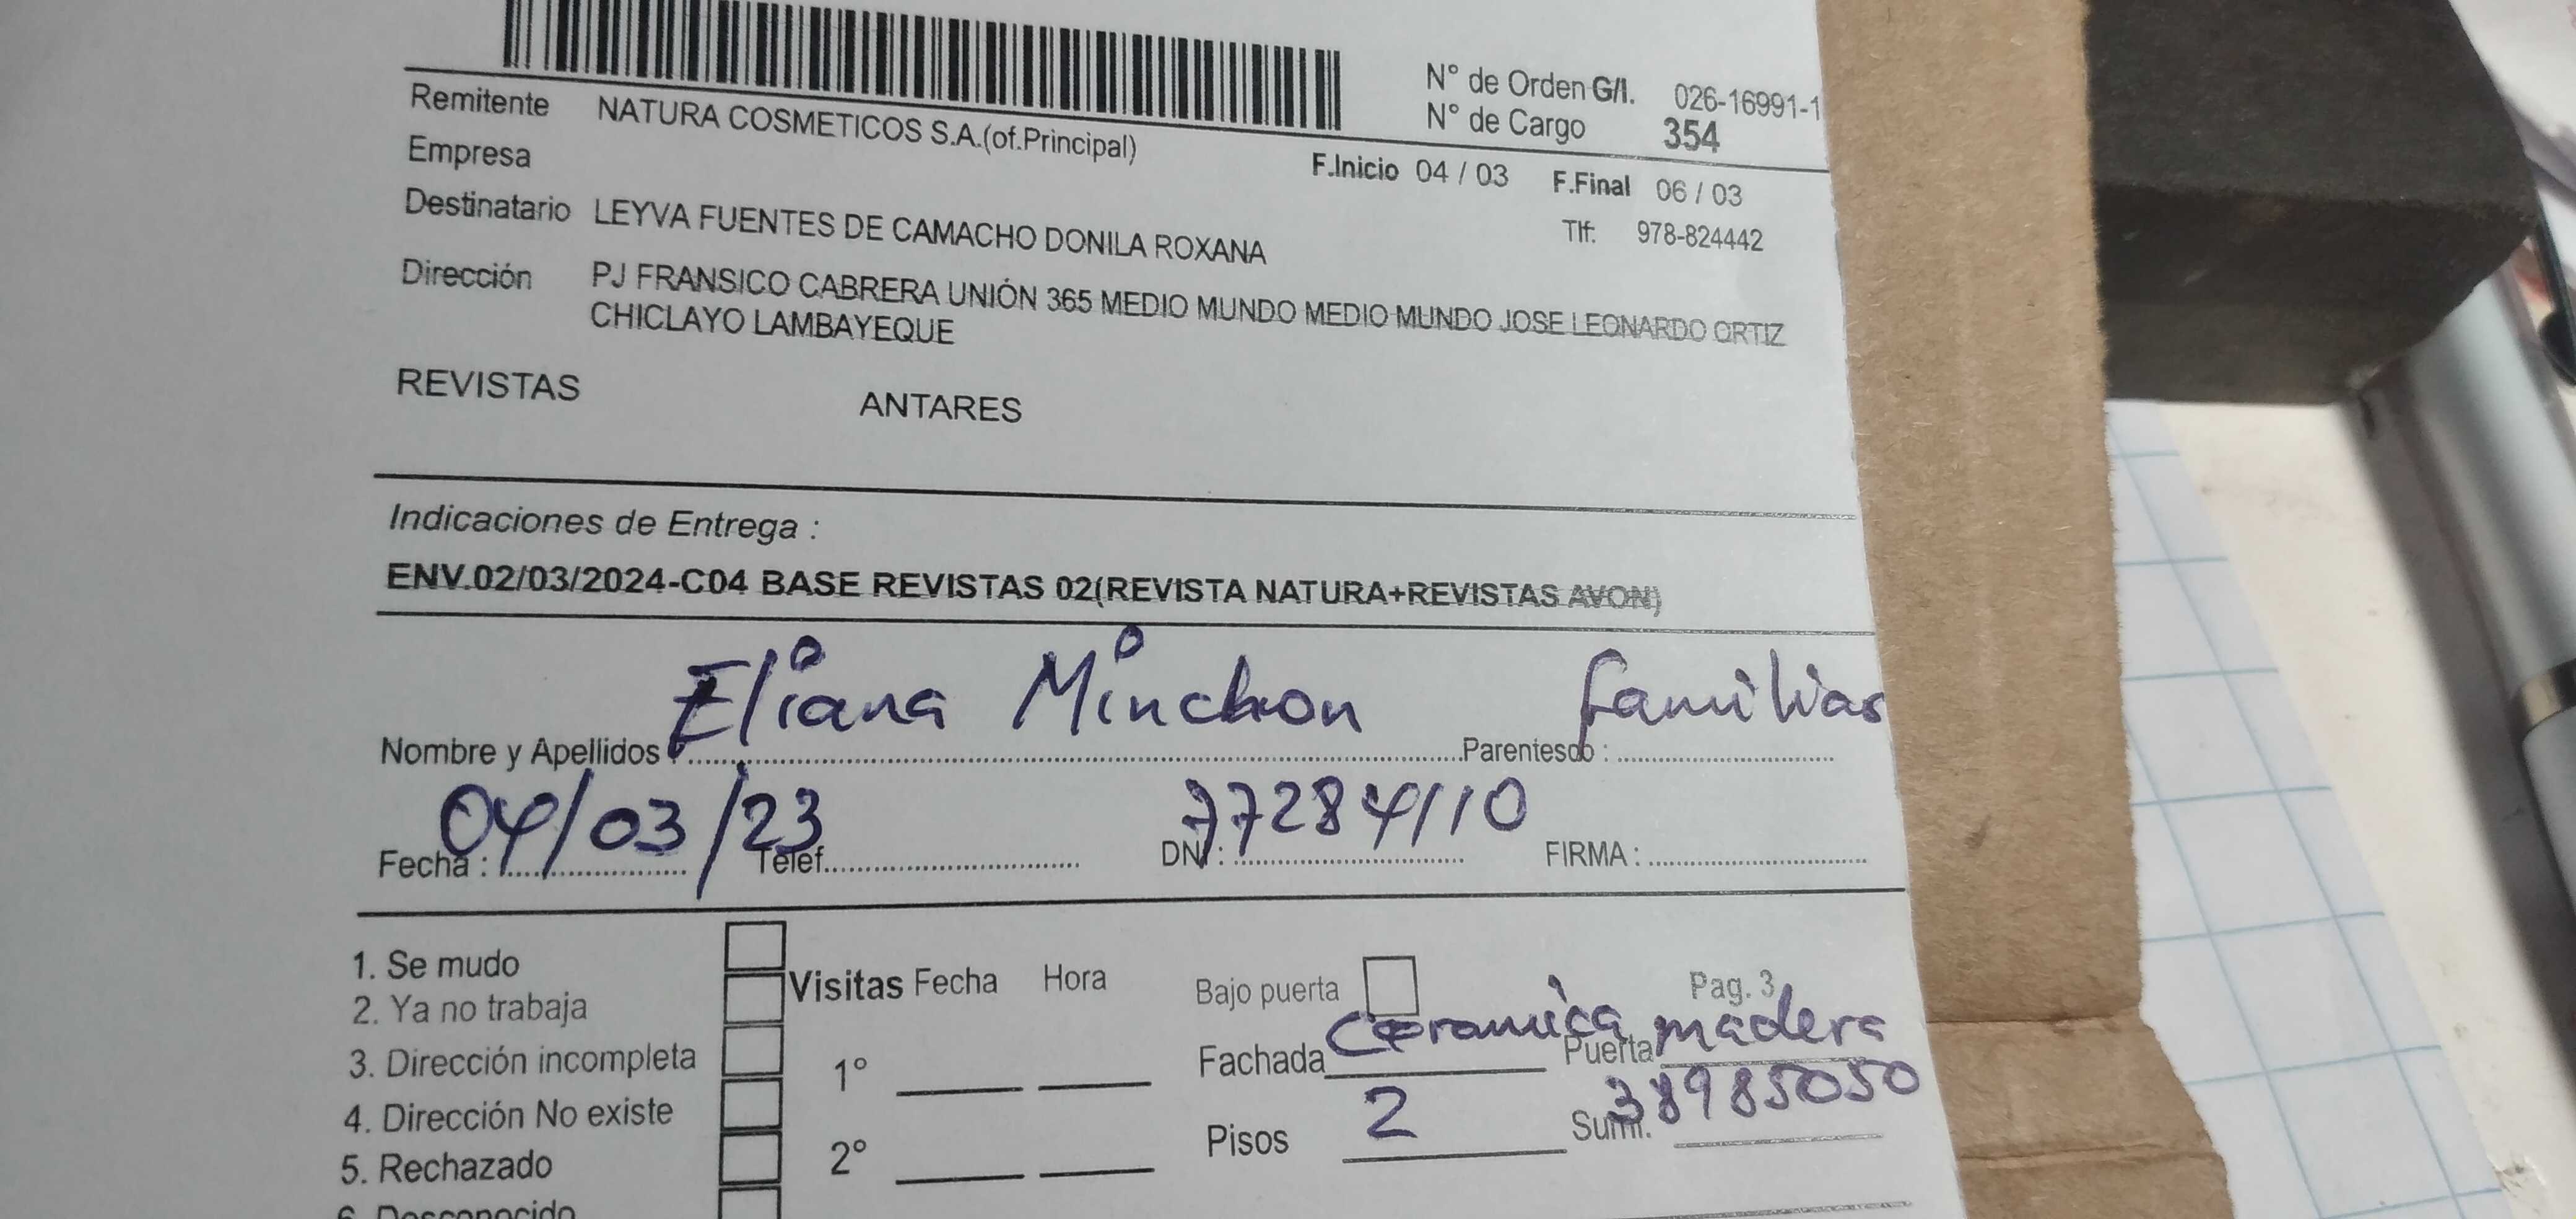 N° de Orden G/I. 026-16991-1
N° de Cargo 354
Remitente NATURA COSMETICOS S.A.(of.Principal)
Empresa
F.Inicio 04 / 03 F.Final 06 / 03
Destinatario LEYVA FUENTES DE CAMACHO DONILA ROXANA
Tlf: 978-824442
Dirección PJ FRANSICO CABRERA UNIÓN 365 MEDIO MUNDO MEDIO MUNDO JOSE LEONARDO ORTIZ
CHICLAYO LAMBAYEQUE
REVISTAS ANTARES
Indicaciones de Entrega :
ENV.02/03/2024-C04 BASE REVISTAS 02(REVISTA NATURA+REVISTAS AVON)
Nombre y Apellidos : Eliana Minchon Parentesco : familiar
Fecha : 04/03/23 Telef. DNI : 77284110 FIRMA :
1. Se mudo
2. Ya no trabaja
3. Dirección incompleta
4. Dirección No existe
5. Rechazado
6. Desconocido
Visitas Fecha Hora
1°
2°
Bajo puerta Pag. 3
Fachada Ceramica Puerta madera
Pisos 2 Sumi. 38985050